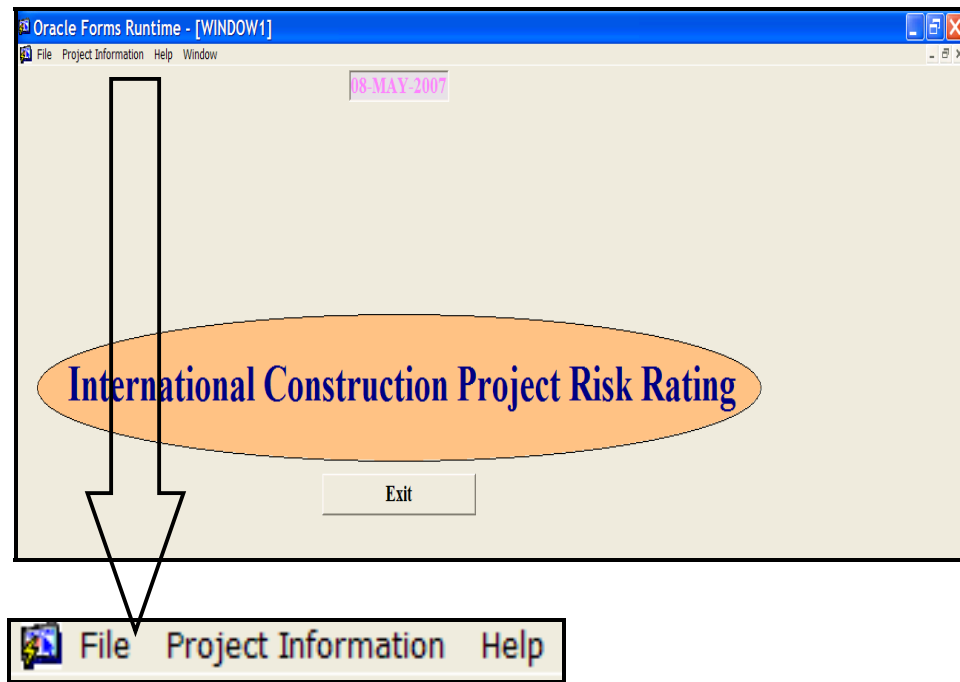 Oracle Forms Runtime - [WINDOW1]
File Project Information Help Window
08-MAY-2007
International Construction Project Risk Rating
Exit
File Project Information Help